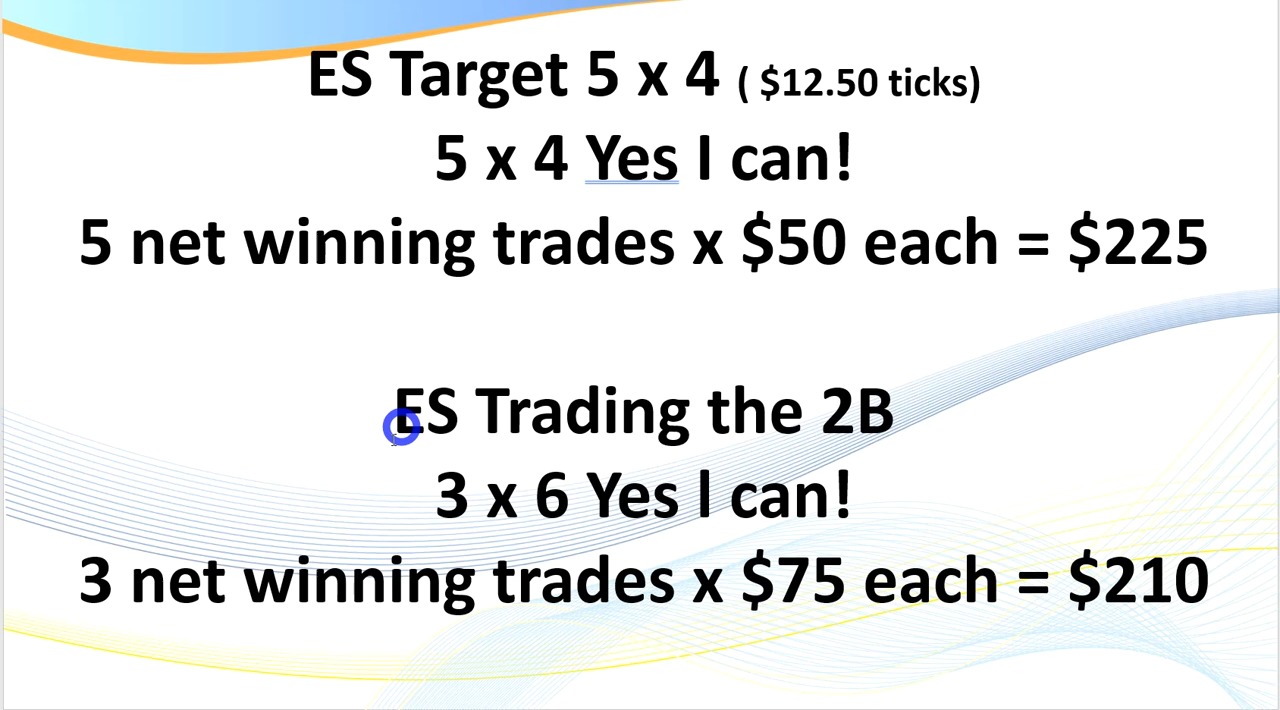 ES Target 5 x 4 ( $12.50 ticks)
5 x 4 Yes I can!
5 net winning trades x $50 each = $225
ES Trading the 2B
3 x 6 Yes I can!
3 net winning trades x $75 each = $210